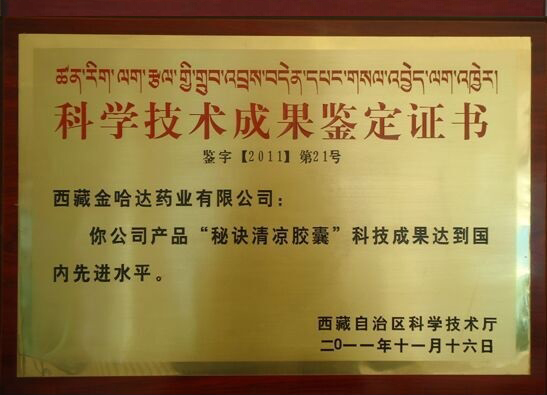 ཚན་རིག་ལག་རྩལ་གྱི་གྲུབ་འབྲས་བདེན་དཔང་གསལ་འབྱེད་ལག་འཁྱེར།
科学技术成果鉴定证书
鉴字【2011】第21号
西藏金哈达药业有限公司：
你公司产品“秘诀清凉胶囊”科技成果达到国
内先进水平。
西藏自治区科学技术厅
二0一一年十一月十六日